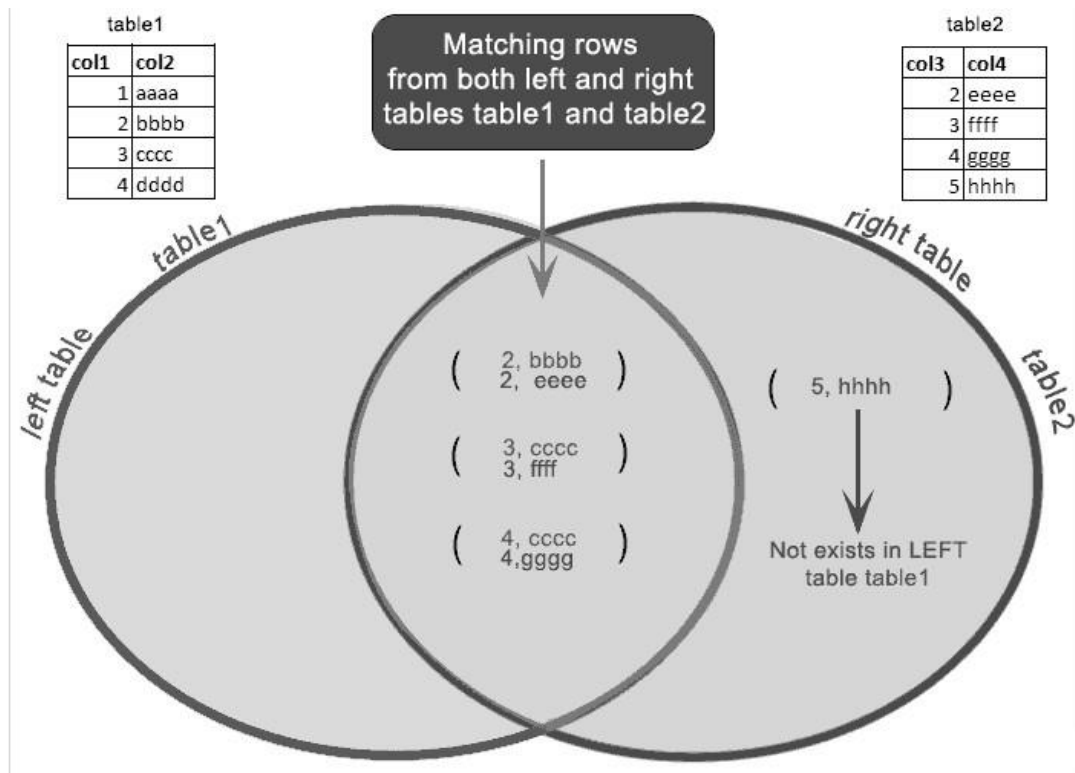 table1
col1 col2
1 aaaa
2 bbbb
3 cccc
4 dddd
Matching rows
from both left and right
tables table1 and table2
table2
col3 col4
2 eeee
3 ffff
4 gggg
5 hhhh
left table
table1
right table
table2
( 2, bbbb
2, eeee )
( 3, cccc
3, ffff )
( 4, cccc
4,gggg )
( 5, hhhh )
Not exists in LEFT
table table1